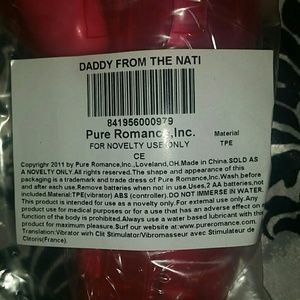 DADDY FROM THE NATI
841956000979
Pure Romance,Inc. Material
FOR NOVELTY USE ONLY TPE
CE
Copyright 2011 by Pure Romance,Inc.,Loveland,OH.Made in China.SOLD AS
A NOVELTY ONLY.All rights reserved.The shape and appearance of this
packaging is a trademark and trade dress of Pure Romance,Inc.Wash before
and after each use.Remove batteries when not in use.Uses,2 AA batteries,not
included.Material:TPE(vibrator) ABS (controller).DO NOT IMMERSE IN WATER.
This product is intended for use as a novelty only.For external use only.Any
product use for medical purposes or for a use that has an adverse effect on
function of the body is prohibited.Always use a water based lubricant with this
product for maximum pleasure.Surf our website at:www.pureromance.com.
Translation:Vibrator with Clit Stimulator/Vibromasseur avec Stimulateur de
Clitoris(France).